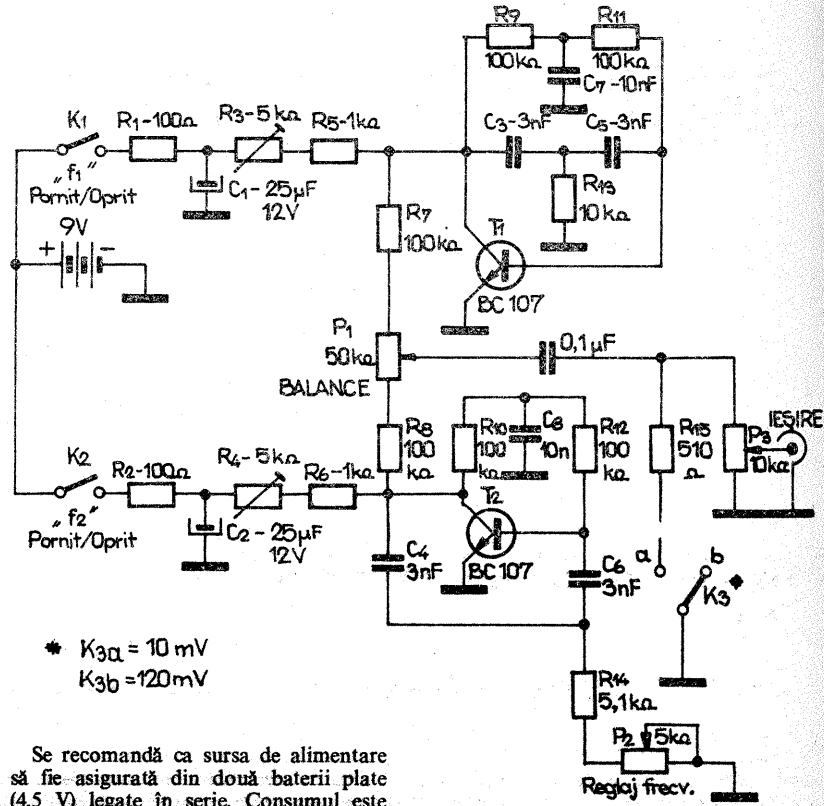 R9
100kΩ
R11
100kΩ
C7-10nF
K1
R1-100Ω
R3-5kΩ
R5-1kΩ
C3-3nF
C5-3nF
„f1”
Pornit/Oprit
C1-25µF
12V
R13
10kΩ
9V
+ -
R7
100kΩ
T1
BC 107
P1
50kΩ
BALANCE
0,1µF
R8
100
kΩ
R10
100
kΩ
C8
10n
R12
100
kΩ
R15
510
Ω
P3
10kΩ
IESIRE
K2
R2-100Ω
R4-5kΩ
R6-1kΩ
T2
„f2”
Pornit/Oprit
C2-25µF
12V
C4
3nF
BC 107
C6
3nF
a
b
K3*
* K3a = 10 mV
K3b = 120mV
R14
5,1kΩ
P2
5kΩ
Reglaj frecv.
Se recomandă ca sursa de alimentare
să fie asigurată din două baterii plate
(4,5 V) legate în serie. Consumul este